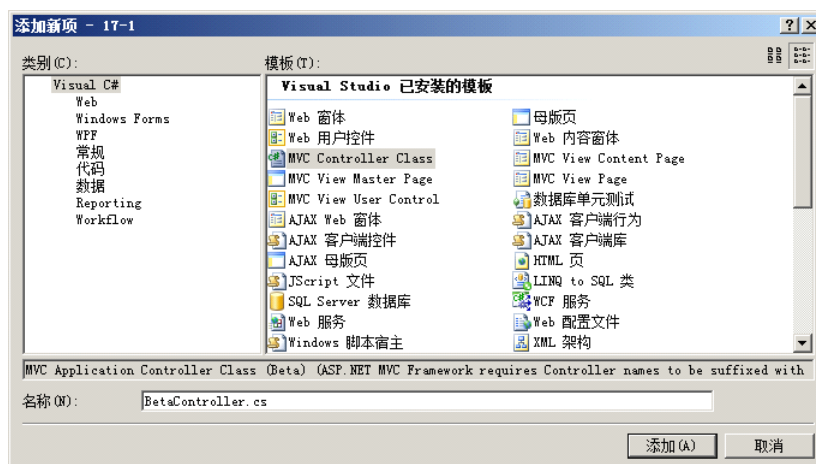 添加新项 - 17-1
类别(C):
模板(T):
Visual C#
Web
Windows Forms
WPF
常规
代码
数据
Reporting
Workflow
Visual Studio 已安装的模板
Web 窗体
母版页
Web 用户控件
Web 内容窗体
MVC Controller Class
MVC View Content Page
MVC View Master Page
MVC View Page
MVC View User Control
数据库单元测试
AJAX Web 窗体
AJAX 客户端行为
AJAX 客户端控件
AJAX 客户端库
AJAX 母版页
HTML 页
JScript 文件
LINQ to SQL 类
SQL Server 数据库
WCF 服务
Web 服务
Web 配置文件
Windows 脚本宿主
XML 架构
MVC Application Controller Class (Beta) (ASP.NET MVC Framework requires Controller names to be suffixed with
名称(N):
BetaController.cs
添加(A)
取消